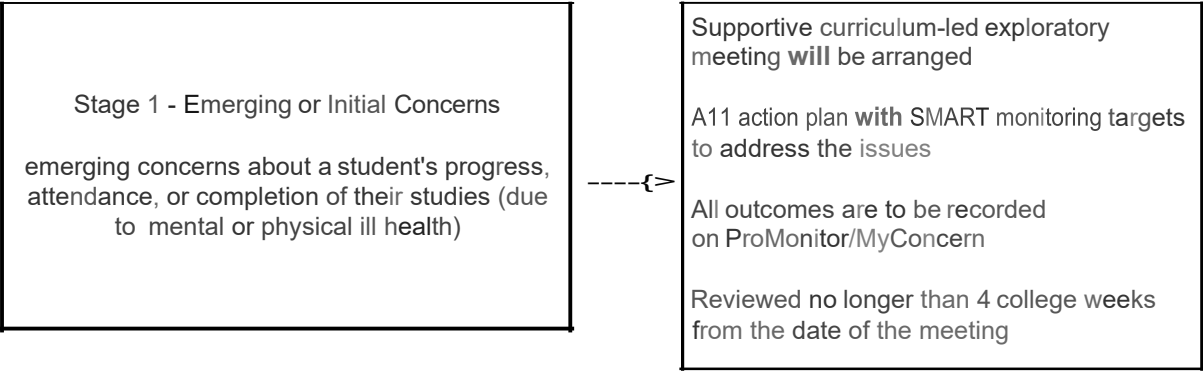 Stage 1 - Emerging or Initial Concerns
emerging concerns about a student's progress,
attendance, or completion of their studies (due
to mental or physical ill health)
----{>
Supportive curriculum-led exploratory
meeting will be arranged
A11 action plan with SMART monitoring targets
to address the issues
All outcomes are to be recorded
on ProMonitor/MyConcern
Reviewed no longer than 4 college weeks
from the date of the meeting